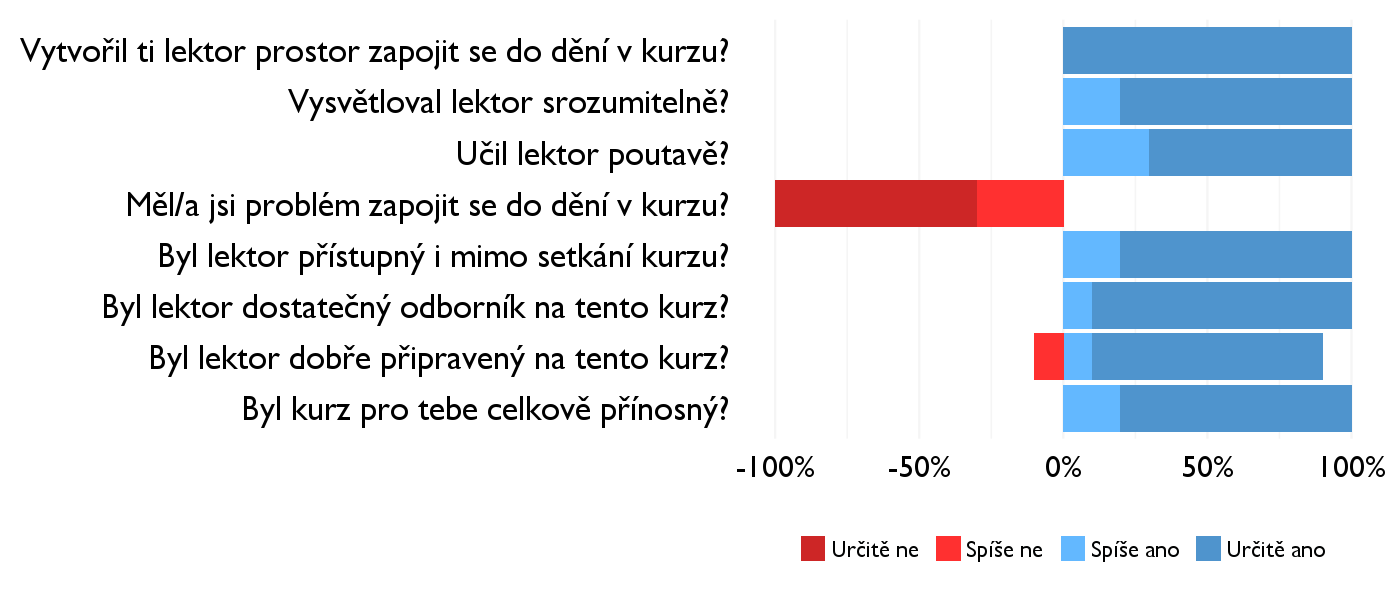 Vytvořil ti lektor prostor zapojit se do dění v kurzu?
Vysvětloval lektor srozumitelně?
Učil lektor poutavě?
Měl/a jsi problém zapojit se do dění v kurzu?
Byl lektor přístupný i mimo setkání kurzu?
Byl lektor dostatečný odborník na tento kurz?
Byl lektor dobře připravený na tento kurz?
Byl kurz pro tebe celkově přínosný?
-100% -50% 0% 50% 100%
Určitě ne Spíše ne Spíše ano Určitě ano